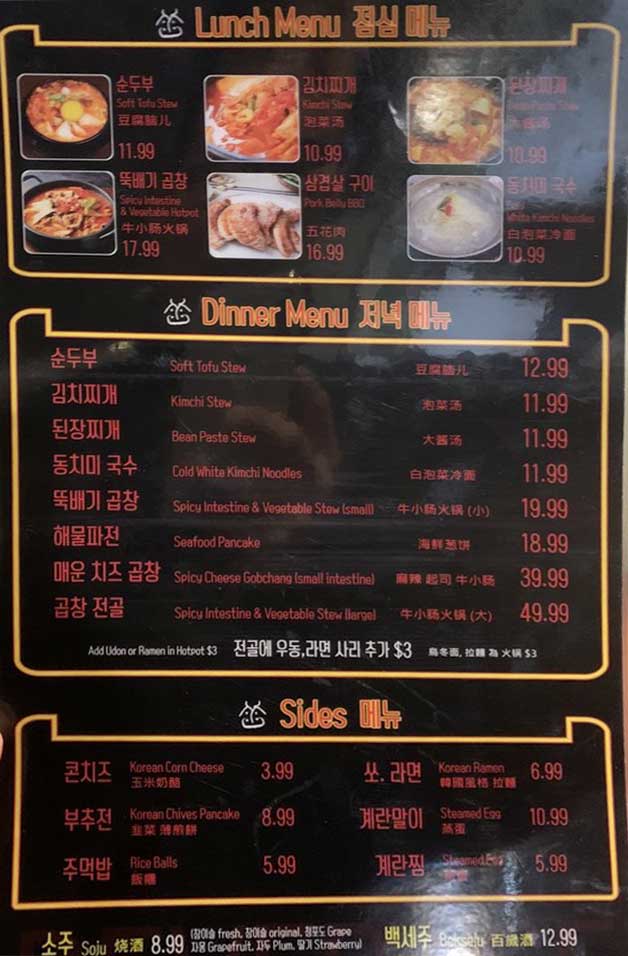 Lunch Menu 점심 메뉴
순두부
Soft Tofu Stew
豆腐脑儿
11.99
김치찌개
Kimchi Stew
泡菜汤
10.99
된장찌개
Bean Paste Stew
大酱汤
10.99
뚝배기 곱창
Spicy Intestine
& Vegetable Hotpot
牛小肠火锅
17.99
삼겹살 구이
Pork Belly BBQ
五花肉
16.99
동치미 국수
Cold
White Kimchi Noodles
白泡菜冷面
10.99
Dinner Menu 저녁 메뉴
순두부 Soft Tofu Stew 豆腐脑儿 12.99
김치찌개 Kimchi Stew 泡菜汤 11.99
된장찌개 Bean Paste Stew 大酱汤 11.99
동치미 국수 Cold White Kimchi Noodles 白泡菜冷面 11.99
뚝배기 곱창 Spicy Intestine & Vegetable Stew (small) 牛小肠火锅 (小) 19.99
해물파전 Seafood Pancake 海鲜葱饼 18.99
매운 치즈 곱창 Spicy Cheese Gobchang (small intestine) 麻辣 起司 牛小肠 39.99
곱창 전골 Spicy Intestine & Vegetable Stew (large) 牛小肠火锅 (大) 49.99
Add Udon or Ramen in Hotpot $3 전골에 우동,라면 사리 추가 $3 烏冬面, 拉麵 為 火锅 $3
Sides 메뉴
콘치즈 Korean Corn Cheese 3.99
玉米奶酪
쏘. 라면 Korean Ramen 6.99
韓國風格 拉麵
부추전 Korean Chives Pancake 8.99
韭菜 薄煎餅
계란말이 Steamed Egg 10.99
蒸蛋
주먹밥 Rice Balls 5.99
飯糰
계란찜 Steamed Egg 5.99
소주 Soju 烧酒 8.99 (참이슬 fresh, 참이슬 original, 청포도 Grape
자몽 Grapefruit, 자두 Plum, 딸기 Strawberry)
백세주 Bekseju 百歲酒 12.99